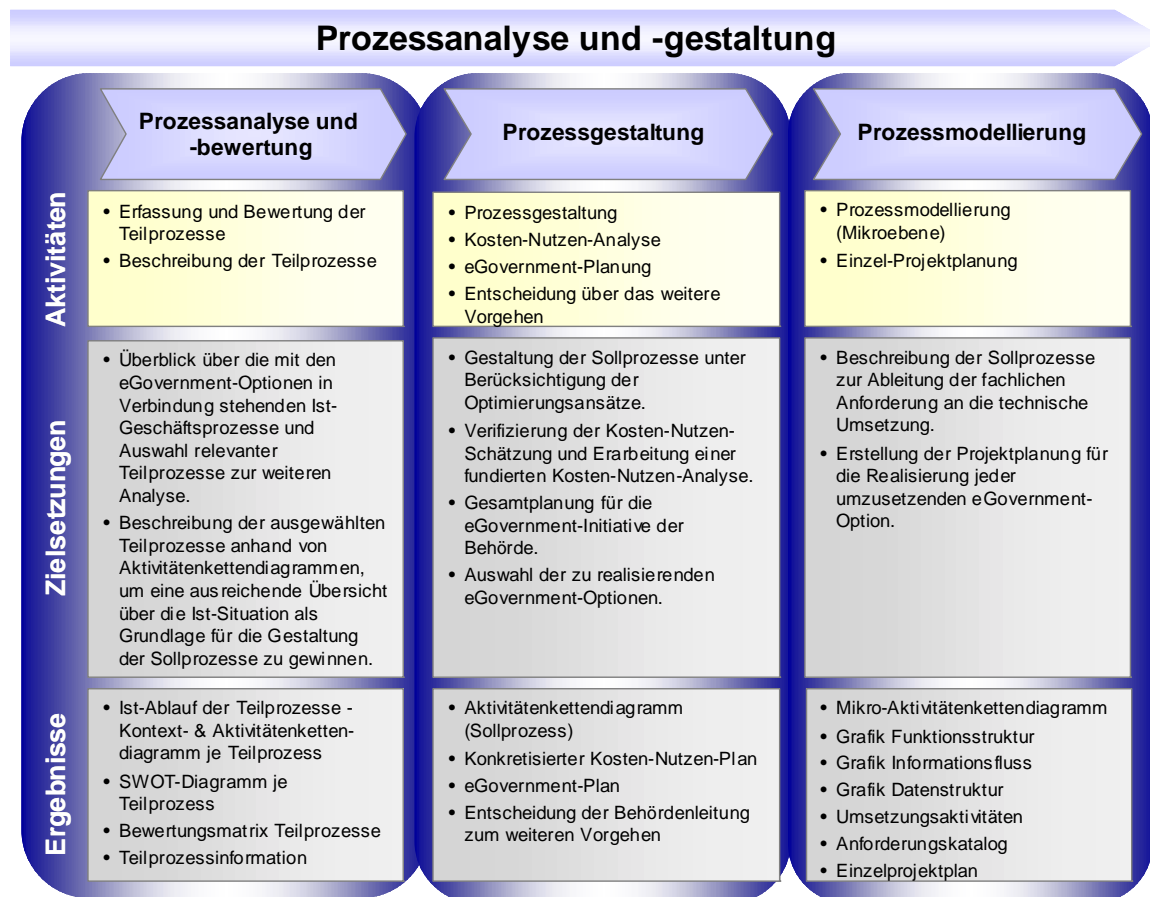 Prozessanalyse und -gestaltung
Prozessanalyse und
-bewertung
Prozessgestaltung
Prozessmodellierung
Aktivitäten
• Erfassung und Bewertung der
Teilprozesse
• Beschreibung der Teilprozesse
• Prozessgestaltung
• Kosten-Nutzen-Analyse
• eGovernment-Planung
• Entscheidung über das weitere
Vorgehen
• Prozessmodellierung
(Mikroebene)
• Einzel-Projektplanung
Zielsetzungen
• Überblick über die mit den
eGovernment-Optionen in
Verbindung stehenden Ist-
Geschäftsprozesse und
Auswahl relevanter
Teilprozesse zur weiteren
Analyse.
• Beschreibung der ausgewählten
Teilprozesse anhand von
Aktivitätenkettendiagrammen,
um eine ausreichende Übersicht
über die Ist-Situation als
Grundlage für die Gestaltung
der Sollprozesse zu gewinnen.
• Gestaltung der Sollprozesse unter
Berücksichtigung der
Optimierungsansätze.
• Verifizierung der Kosten-Nutzen-
Schätzung und Erarbeitung einer
fundierten Kosten-Nutzen-Analyse.
• Gesamtplanung für die
eGovernment-Initiative der
Behörde.
• Auswahl der zu realisierenden
eGovernment-Optionen.
• Beschreibung der Sollprozesse
zur Ableitung der fachlichen
Anforderung an die technische
Umsetzung.
• Erstellung der Projektplanung für
die Realisierung jeder
umzusetzenden eGovernment-
Option.
Ergebnisse
• Ist-Ablauf der Teilprozesse -
Kontext- & Aktivitätenketten-
diagramm je Teilprozess
• SWOT-Diagramm je
Teilprozess
• Bewertungsmatrix Teilprozesse
• Teilprozessinformation
• Aktivitätenkettendiagramm
(Sollprozess)
• Konkretisierter Kosten-Nutzen-Plan
• eGovernment-Plan
• Entscheidung der Behördenleitung
zum weiteren Vorgehen
• Mikro-Aktivitätenkettendiagramm
• Grafik Funktionsstruktur
• Grafik Informationsfluss
• Grafik Datenstruktur
• Umsetzungsaktivitäten
• Anforderungskatalog
• Einzelprojektplan